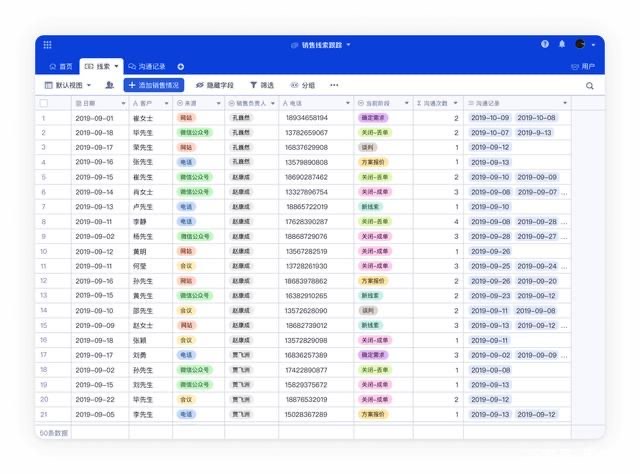 销售线索跟踪
首页 线索 沟通记录 用户
默认视图 添加销售情况 隐藏字段 筛选 分组
日期 客户 来源 销售负责人 电话 当前阶段 沟通次数 沟通记录
1 2019-09-01 崔女士 网站 孔巍然 18934658194 确定需求 2 2019-10-09 2019-10-08
2 2019-09-18 毕先生 微信公众号 孔巍然 13782659067 关闭-丢单 2 2019-10-07 2019-9-13
3 2019-09-17 荣先生 网站 孔巍然 16837629908 谈判 1 2019-09-12
4 2019-09-16 张先生 电话 孔巍然 13579890808 方案报价 1 2019-09-13
5 2019-09-15 崔先生 微信公众号 赵康成 18690287462 关闭-丢单 2 2019-09-10 2019-09-09
6 2019-09-14 肖女士 微信公众号 赵康成 13327896754 关闭-成单 3 2019-09-08 2019-09-07 ...
7 2019-09-13 卢先生 电话 赵康成 18865722019 新线索 1 2019-09-10
8 2019-09-11 李静 电话 赵康成 17628390287 关闭-丢单 4 2019-09-08 2019-09-28 ...
9 2019-09-02 杨先生 微信公众号 赵康成 18868729076 关闭-成单 3 2019-09-28 2019-09-27 ...
10 2019-09-12 黄明 网站 赵康成 13567282519 关闭-成单 1 2019-09-26
11 2019-09-11 何莹 会议 赵康成 13728261930 关闭-成单 3 2019-09-25 2019-09-24 ...
12 2019-09-16 孙先生 网站 赵康成 18683978862 方案报价 2 2019-09-26 2019-09-20
13 2019-09-15 黄先生 微信公众号 赵康成 16382910265 新线索 2 2019-09-23 2019-09-12
14 2019-09-10 邵先生 会议 赵康成 13572628090 谈判 2 2019-09-11 2019-09-08
15 2019-09-09 赵女士 网站 赵康成 18682739012 新线索 3 2019-09-13 2019-09-12 ...
16 2019-09-18 张颖 会议 赵康成 13572829098 关闭-成单 1 2019-09-11
17 2019-09-17 刘勇 电话 贾飞洲 16836257389 确定需求 3 2019-09-02 2019-09-09 ...
18 2019-09-02 孙先生 微信公众号 贾飞洲 17422890877 关闭-丢单 1 2019-09-08
19 2019-09-15 刘先生 微信公众号 贾飞洲 15829375672 关闭-成单 1 2019-09-13
20 2019-09-22 毕先生 会议 贾飞洲 18876532019 关闭-成单 2 2019-09-12
21 2019-09-05 李先生 电话 贾飞洲 15028367289 方案报价 1 2019-09-13 2019-09-12
50条数据